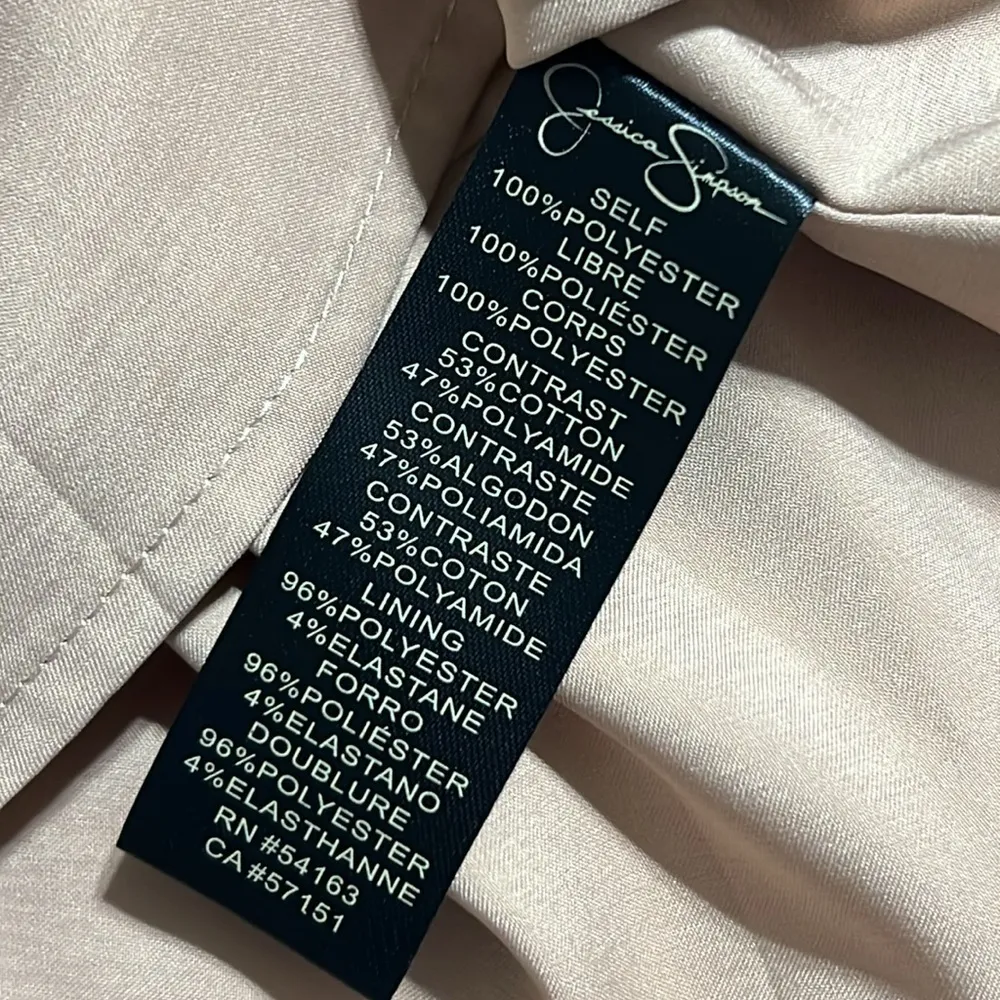 Jessica Simpson
SELF
100%POLYESTER
LIBRE
100%POLIÉSTER
CORPS
100%POLYESTER
CONTRAST
53%COTTON
47%POLYAMIDE
CONTRASTE
53%ALGODON
47%POLIAMIDA
CONTRASTE
53%COTON
47%POLYAMIDE
LINING
96%POLYESTER
4%ELASTANE
FORRO
96%POLIÉSTER
4%ELASTANO
DOUBLURE
96%POLYESTER
4%ELASTHANNE
RN #54163
CA #57151